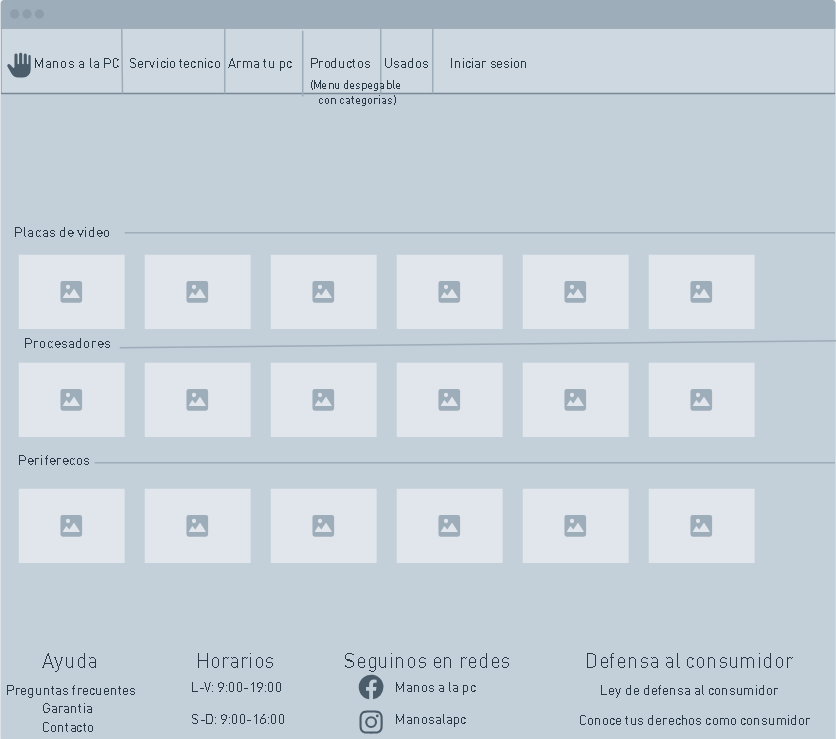 Manos a la PC
Servicio tecnico
Arma tu pc
Productos
(Menu despegable
con categorias)
Usados
Iniciar sesion
Placas de video
Procesadores
Periferecos
Ayuda
Preguntas frecuentes
Garantia
Contacto
Horarios
L-V: 9:00-19:00
S-D: 9:00-16:00
Seguinos en redes
Manos a la pc
Manosalapc
Defensa al consumidor
Ley de defensa al consumidor
Conoce tus derechos como consumidor